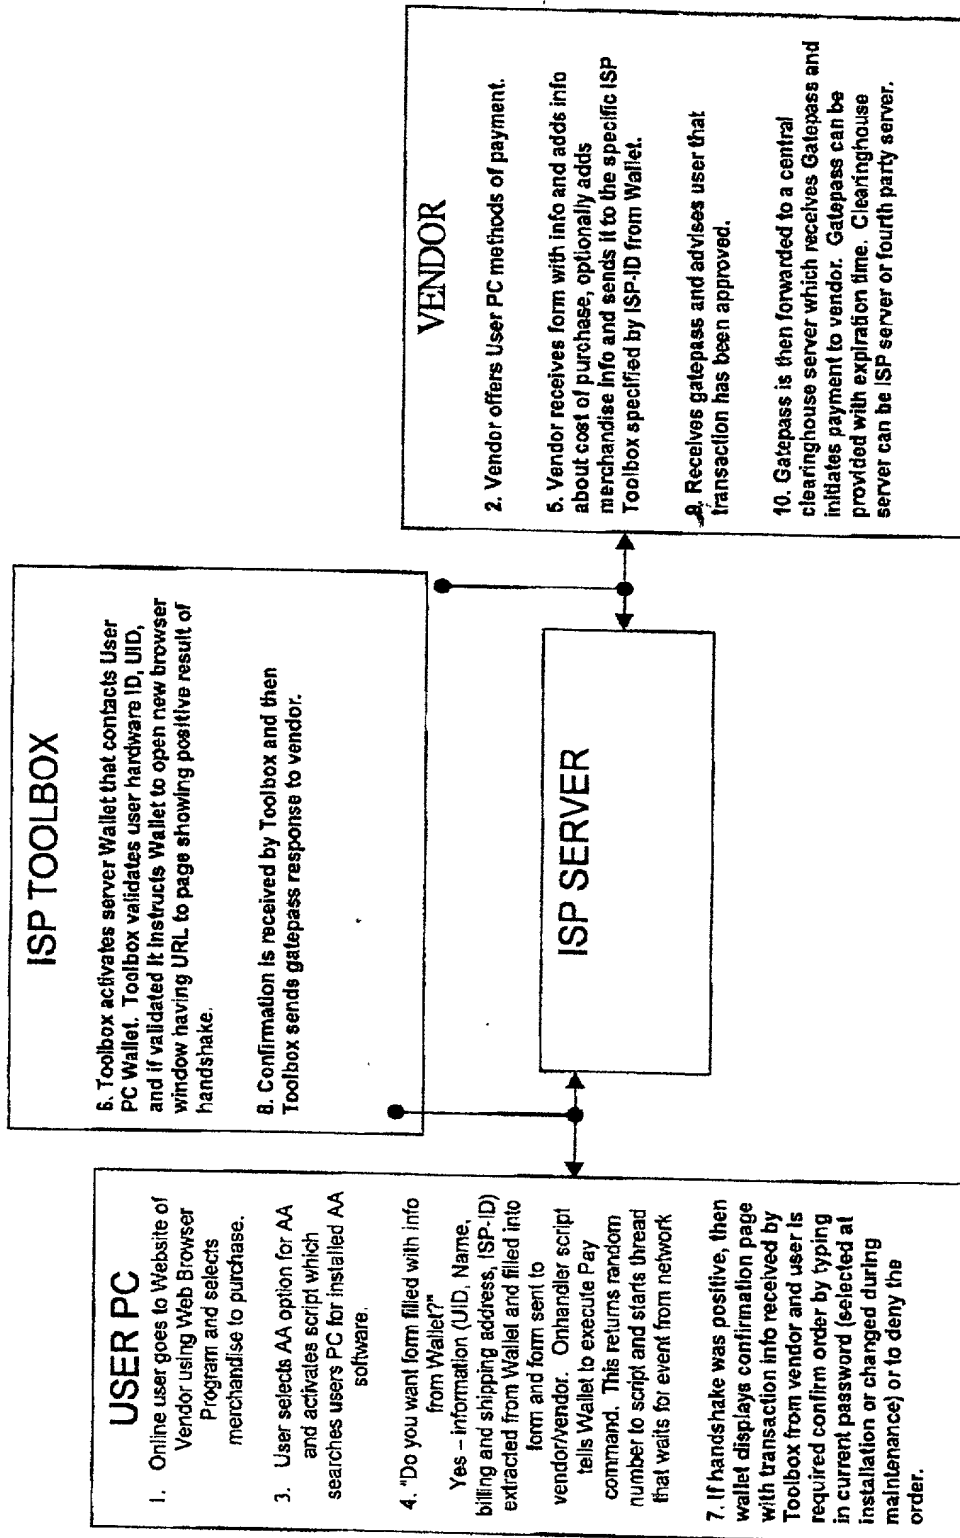 USER PC
1. Online user goes to Website of
Vendor using Web Browser
Program and selects
merchandise to purchase.
3. User selects AA option for AA
and activates script which
searches users PC for installed AA
software.
4. "Do you want form filled with info
from Wallet?"
Yes – information (UID, Name,
billing and shipping address, ISP-ID)
extracted from Wallet and filled into
form and form sent to
vendor/vendor. Onhandler script
tells Wallet to execute Pay
command. This returns random
number to script and starts thread
that waits for event from network
7. If handshake was positive, then
wallet displays confirmation page
with transaction info received by
Toolbox from vendor and user is
required confirm order by typing
in current password (selected at
installation or changed during
maintenance) or to deny the
order.
ISP TOOLBOX
6. Toolbox activates server Wallet that contacts User
PC Wallet. Toolbox validates user hardware ID, UID,
and if validated it instructs Wallet to open new browser
window having URL to page showing positive result of
handshake.
8. Confirmation is received by Toolbox and then
Toolbox sends gatepass response to vendor.
ISP SERVER
VENDOR
2. Vendor offers User PC methods of payment.
5. Vendor receives form with info and adds info
about cost of purchase, optionally adds
merchandise info and sends it to the specific ISP
Toolbox specified by ISP-ID from Wallet.
9. Receives gatepass and advises user that
transaction has been approved.
10. Gatepass is then forwarded to a central
clearinghouse server which receives Gatepass and
initiates payment to vendor. Gatepass can be
provided with expiration time. Clearinghouse
server can be ISP server or fourth party server.